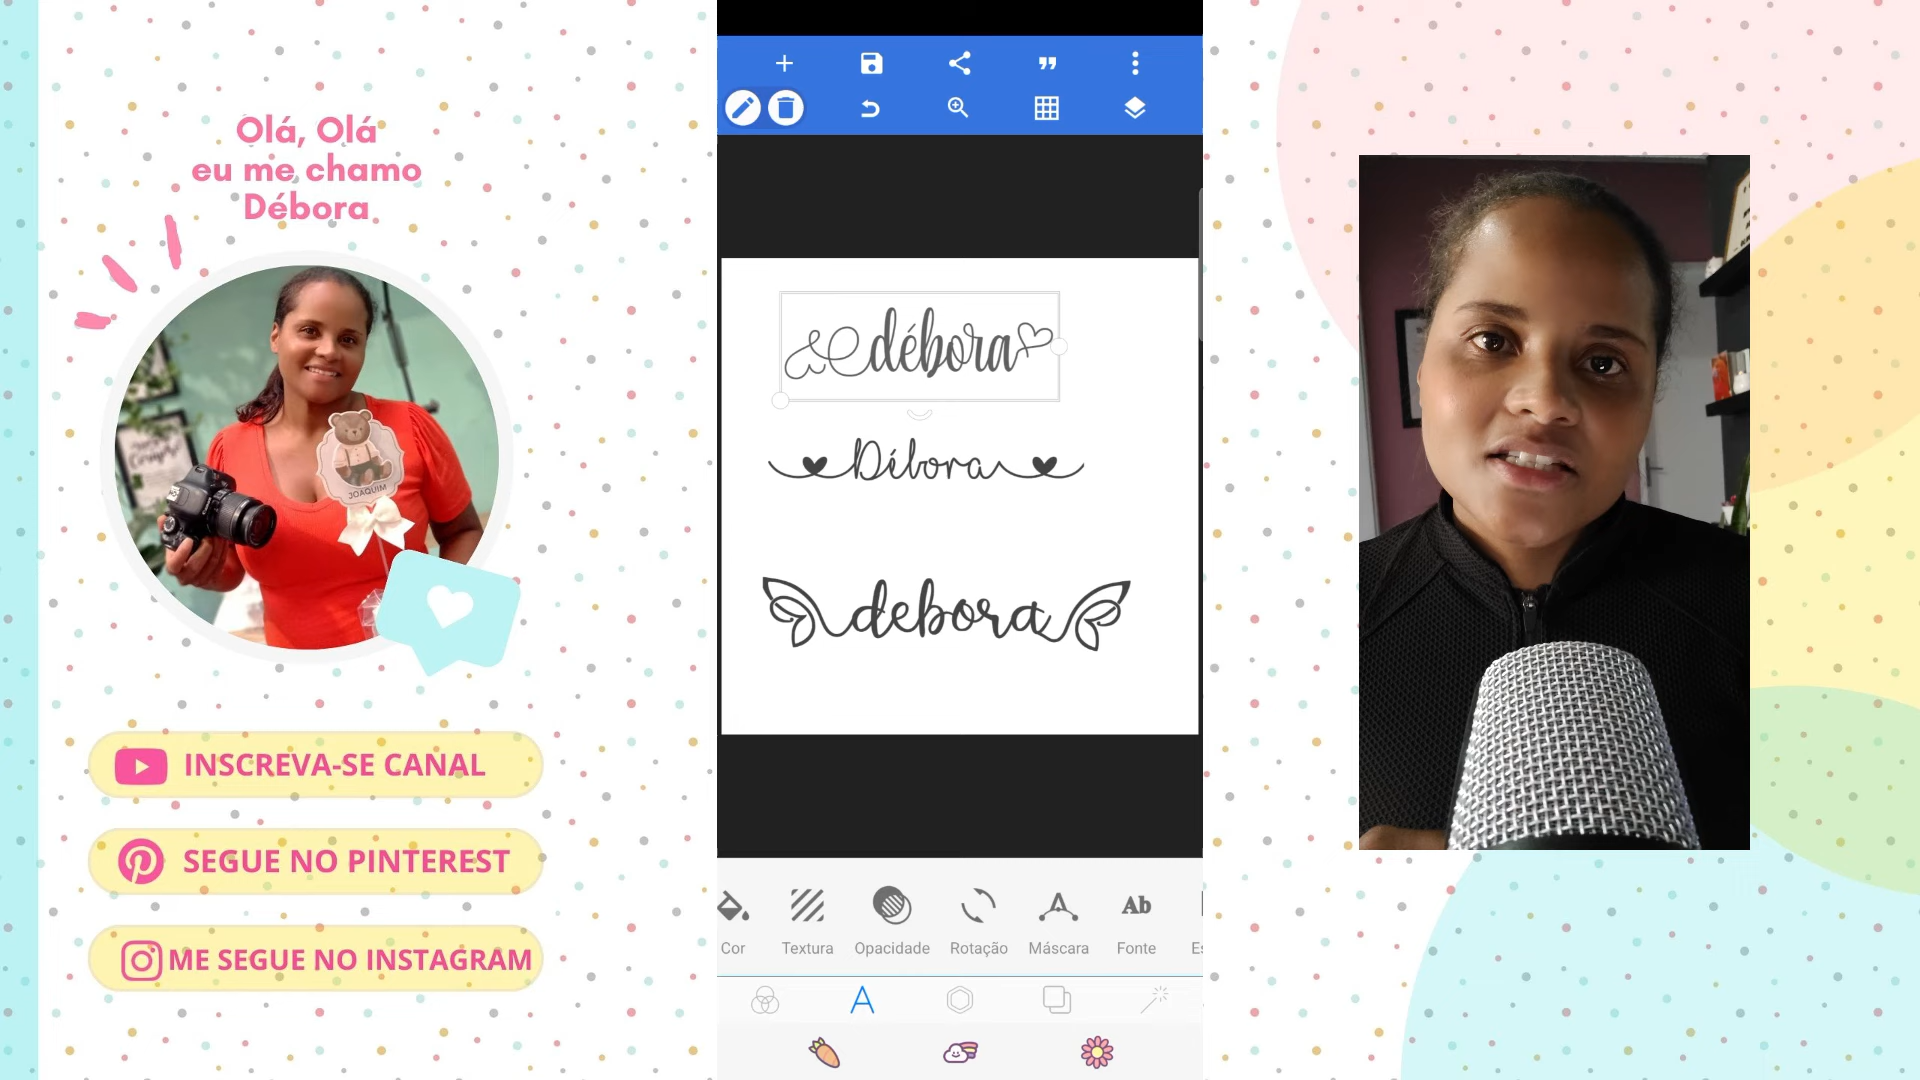 Olá, Olá
eu me chamo
Débora
JOAQUIM
INSCREVA-SE CANAL
SEGUE NO PINTEREST
ME SEGUE NO INSTAGRAM
débora
Débora
debora
Cor Textura Opacidade Rotação Máscara Ab Fonte